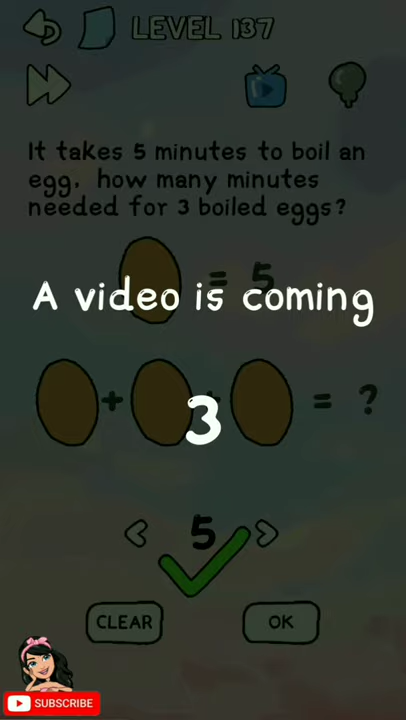 LEVEL 137
It takes 5 minutes to boil an
egg, how many minutes
needed for 3 boiled eggs?
= 5
A video is coming
+ + = ?
3
< 5 >
CLEAR OK
SUBSCRIBE